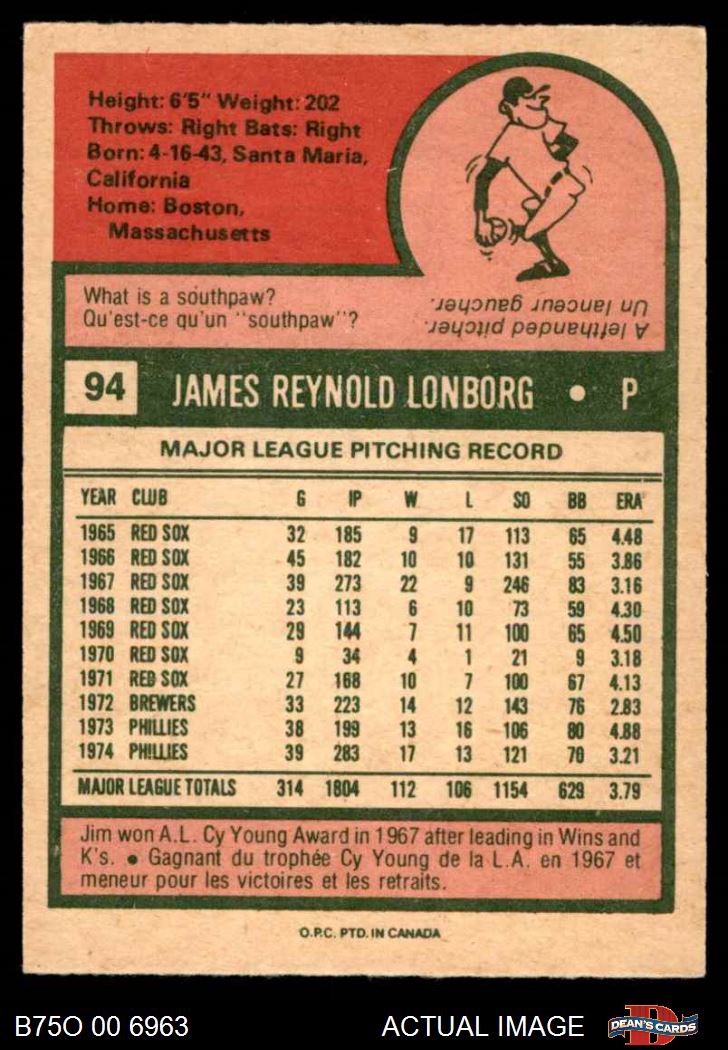 Height: 6'5" Weight: 202
Throws: Right Bats: Right
Born: 4-16-43, Santa Maria,
California
Home: Boston,
Massachusetts
What is a southpaw?
Qu'est-ce qu'un "southpaw"?
A lefthanded pitcher.
Un lanceur gaucher.
94 JAMES REYNOLD LONBORG • P
MAJOR LEAGUE PITCHING RECORD
YEAR CLUB G IP W L SO BB ERA
1965 RED SOX 32 185 9 17 113 65 4.48
1966 RED SOX 45 182 10 10 131 55 3.86
1967 RED SOX 39 273 22 9 246 83 3.16
1968 RED SOX 23 113 6 10 73 59 4.30
1969 RED SOX 29 144 7 11 100 65 4.50
1970 RED SOX 9 34 4 1 21 9 3.18
1971 RED SOX 27 168 10 7 100 67 4.13
1972 BREWERS 33 223 14 12 143 76 2.83
1973 PHILLIES 38 199 13 16 106 80 4.88
1974 PHILLIES 39 283 17 13 121 70 3.21
MAJOR LEAGUE TOTALS 314 1804 112 106 1154 629 3.79
Jim won A.L. Cy Young Award in 1967 after leading in Wins and
K's. • Gagnant du trophée Cy Young de la L.A. en 1967 et
meneur pour les victoires et les retraits.
O.P.C. PTD. IN CANADA
B75O 00 6963 ACTUAL IMAGE DEAN'S CARDS